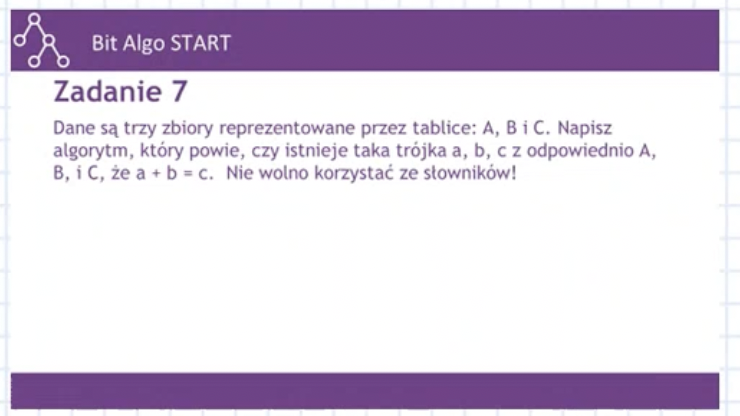 Bit Algo START
Zadanie 7
Dane są trzy zbiory reprezentowane przez tablice: A, B i C. Napisz
algorytm, który powie, czy istnieje taka trójka a, b, c z odpowiednio A,
B, i C, że a + b = c.  Nie wolno korzystać ze słowników!